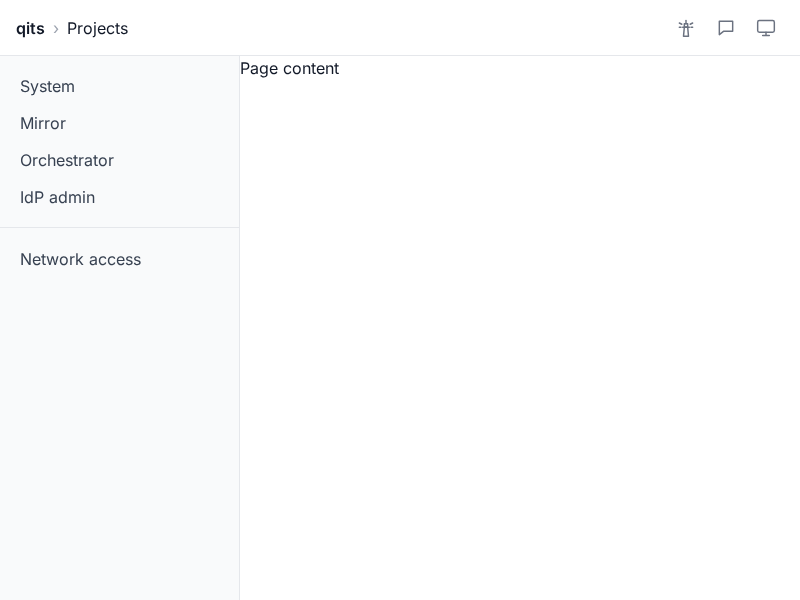 qits › Projects
System
Mirror
Orchestrator
IdP admin
Network access
Page content